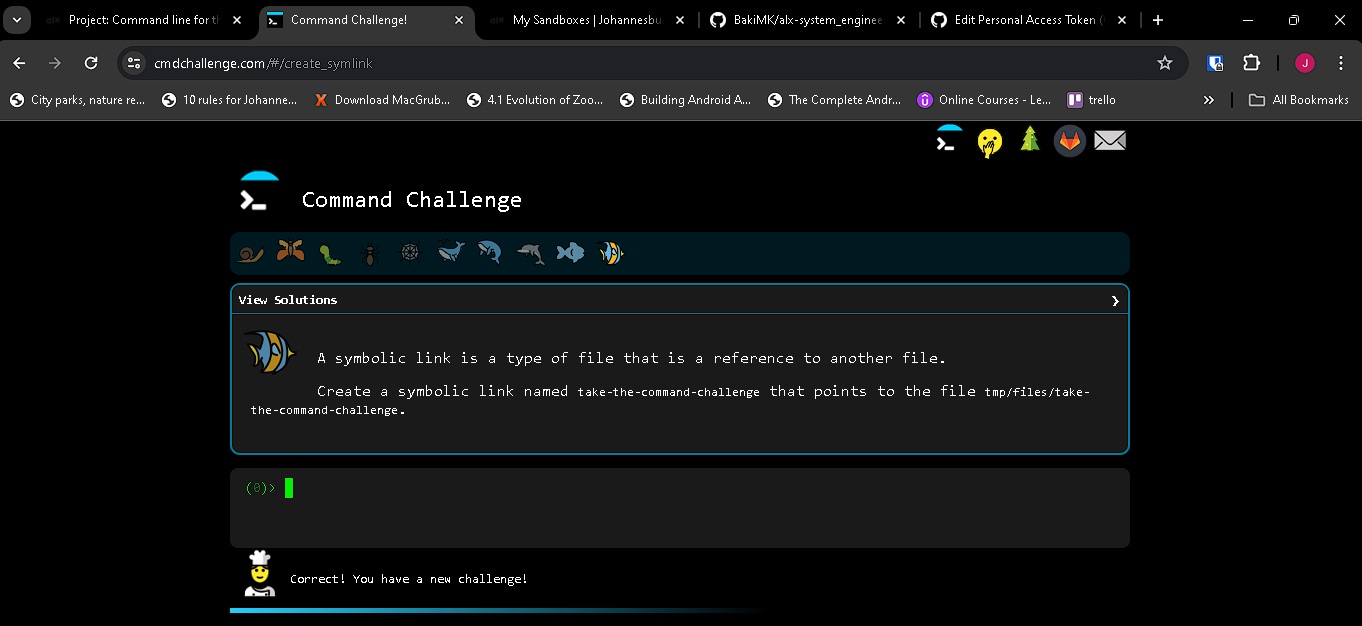 Project: Command line for th
Command Challenge!
My Sandboxes | Johannesbu
BakiMK/alx-system_enginee
Edit Personal Access Token (
cmdchallenge.com/#/create_symlink
J
City parks, nature re...
10 rules for Johanne...
Download MacGrub...
4.1 Evolution of Zoo...
Building Android A...
The Complete Andr...
Online Courses - Le...
trello
All Bookmarks
Command Challenge
View Solutions
A symbolic link is a type of file that is a reference to another file.
Create a symbolic link named take-the-command-challenge that points to the file tmp/files/take-
the-command-challenge.
(0)>
Correct! You have a new challenge!